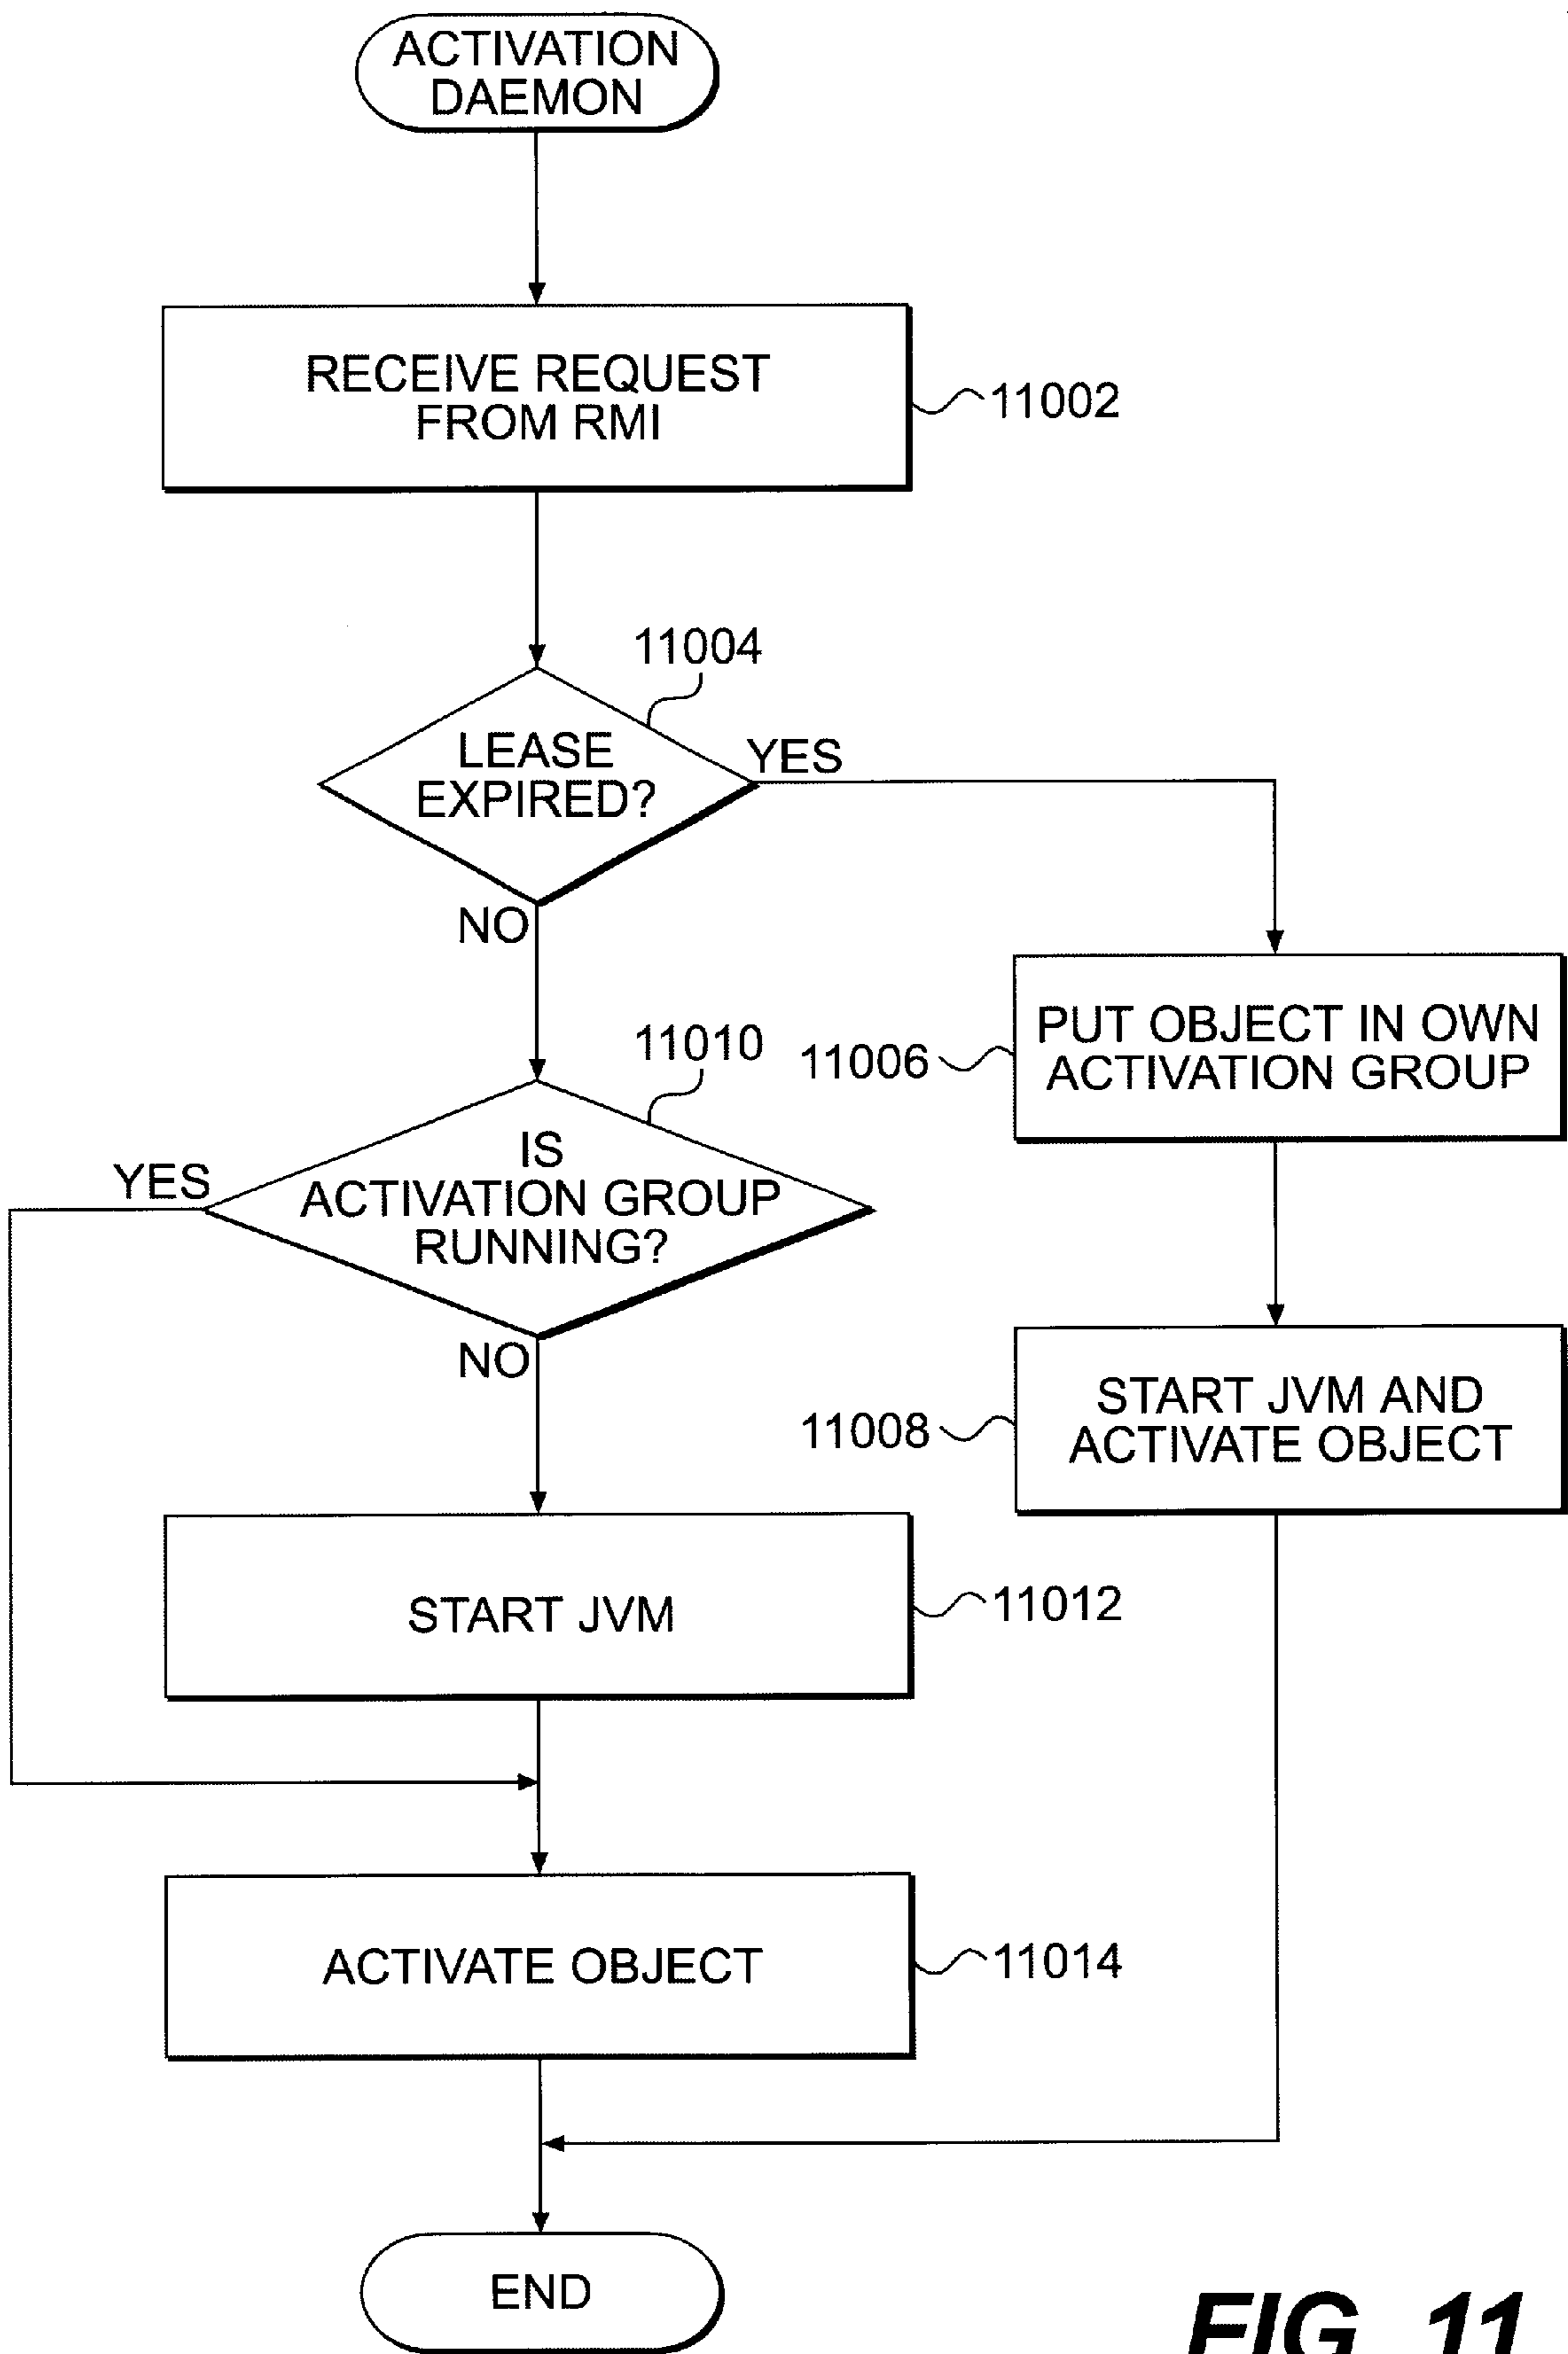 ACTIVATION
DAEMON
RECEIVE REQUEST
FROM RMI
11002
11004
LEASE
EXPIRED?
YES
NO
PUT OBJECT IN OWN
ACTIVATION GROUP
11006
11010
IS
ACTIVATION GROUP
RUNNING?
YES
NO
START JVM AND
ACTIVATE OBJECT
11008
START JVM
11012
ACTIVATE OBJECT
11014
END
FIG. 11